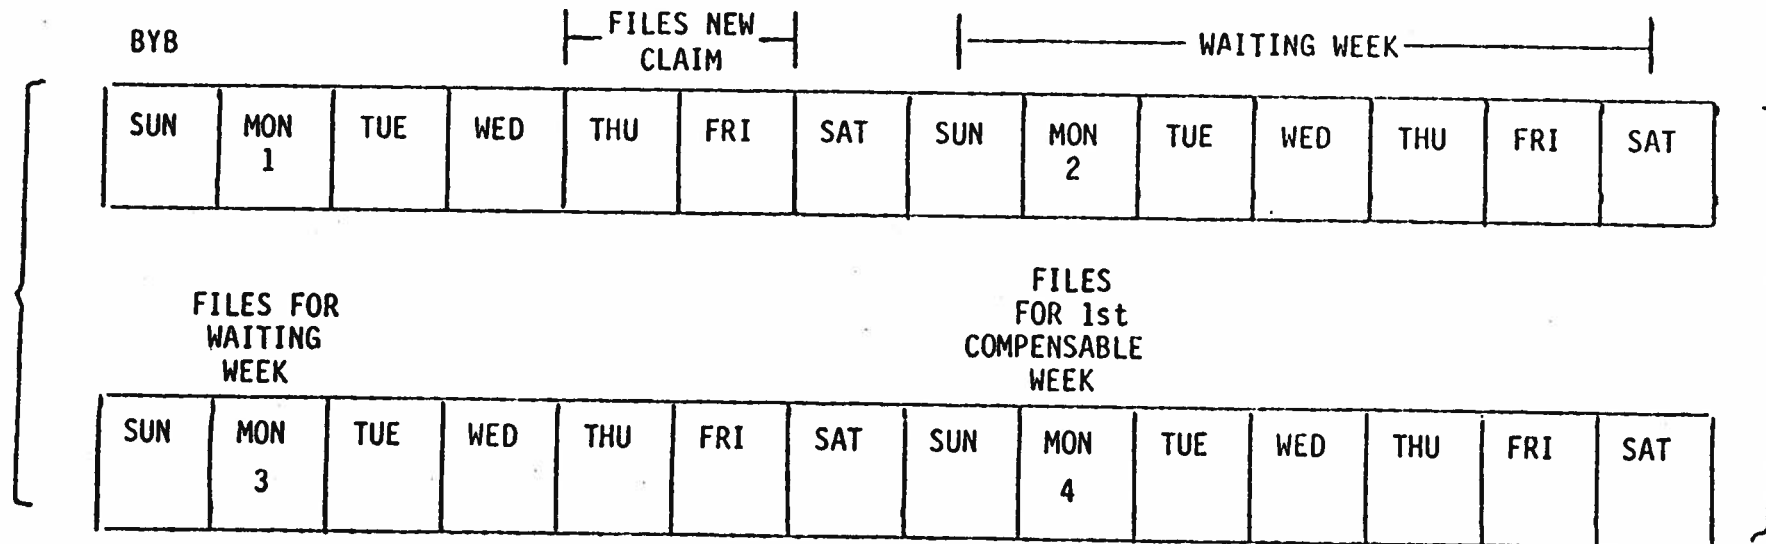 BYB
FILES NEW
CLAIM
WAITING WEEK
SUN MON TUE WED THU FRI SAT SUN MON TUE WED THU FRI SAT
1 2
FILES FOR
WAITING
WEEK
FILES
FOR 1st
COMPENSABLE
WEEK
SUN MON TUE WED THU FRI SAT SUN MON TUE WED THU FRI SAT
3 4